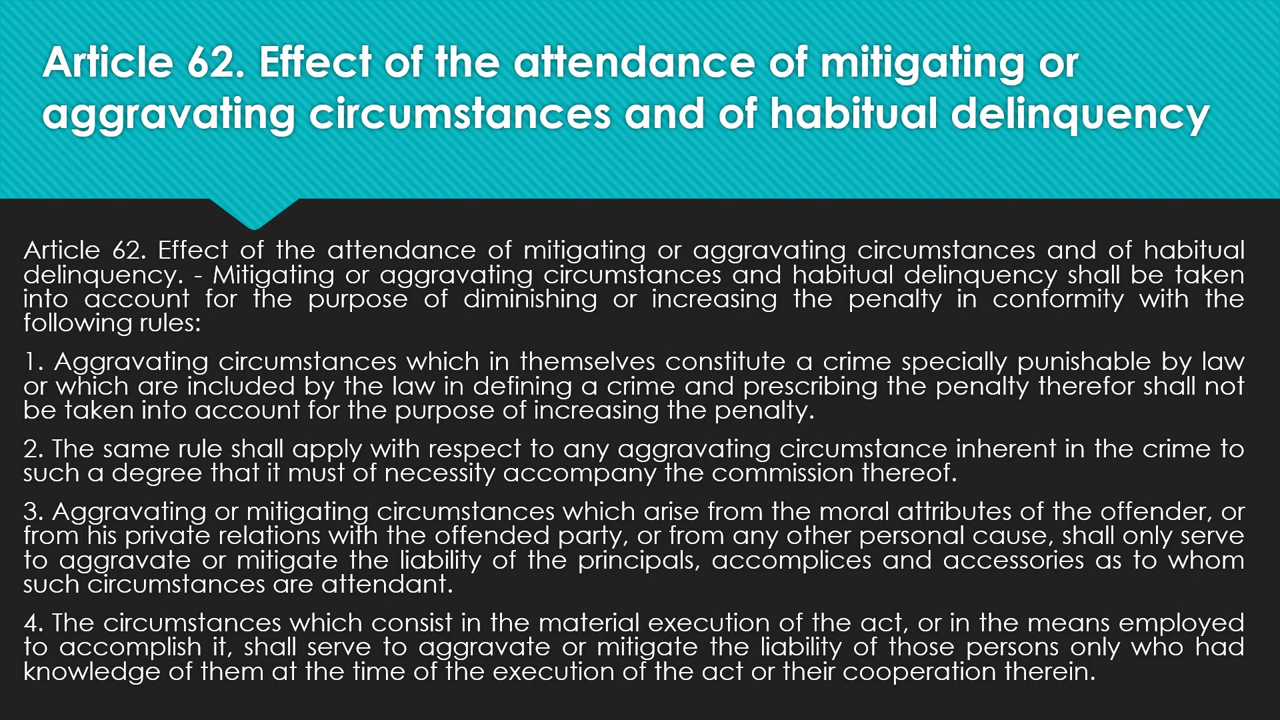 Article 62. Effect of the attendance of mitigating or
aggravating circumstances and of habitual delinquency
Article 62. Effect of the attendance of mitigating or aggravating circumstances and of habitual
delinquency. - Mitigating or aggravating circumstances and habitual delinquency shall be taken
into account for the purpose of diminishing or increasing the penalty in conformity with the
following rules:
1. Aggravating circumstances which in themselves constitute a crime specially punishable by law
or which are included by the law in defining a crime and prescribing the penalty therefor shall not
be taken into account for the purpose of increasing the penalty.
2. The same rule shall apply with respect to any aggravating circumstance inherent in the crime to
such a degree that it must of necessity accompany the commission thereof.
3. Aggravating or mitigating circumstances which arise from the moral attributes of the offender, or
from his private relations with the offended party, or from any other personal cause, shall only serve
to aggravate or mitigate the liability of the principals, accomplices and accessories as to whom
such circumstances are attendant.
4. The circumstances which consist in the material execution of the act, or in the means employed
to accomplish it, shall serve to aggravate or mitigate the liability of those persons only who had
knowledge of them at the time of the execution of the act or their cooperation therein.